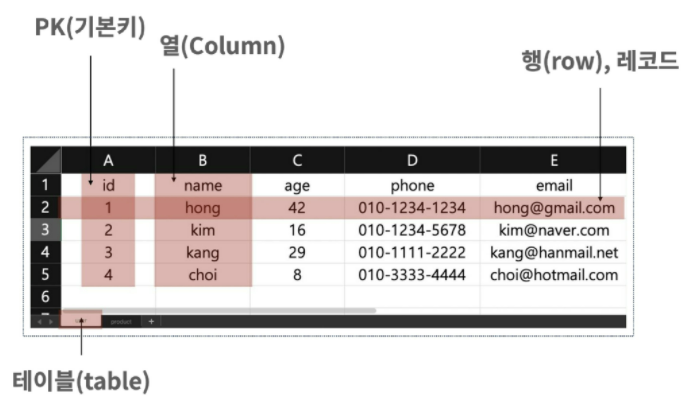 PK(기본키)
열(Column)
행(row), 레코드
A B C D E
1 id name age phone email
2 1 hong 42 010-1234-1234 hong@gmail.com
3 2 kim 16 010-1234-5678 kim@naver.com
4 3 kang 29 010-1111-2222 kang@hanmail.net
5 4 choi 8 010-3333-4444 choi@hotmail.com
6
product +
테이블(table)